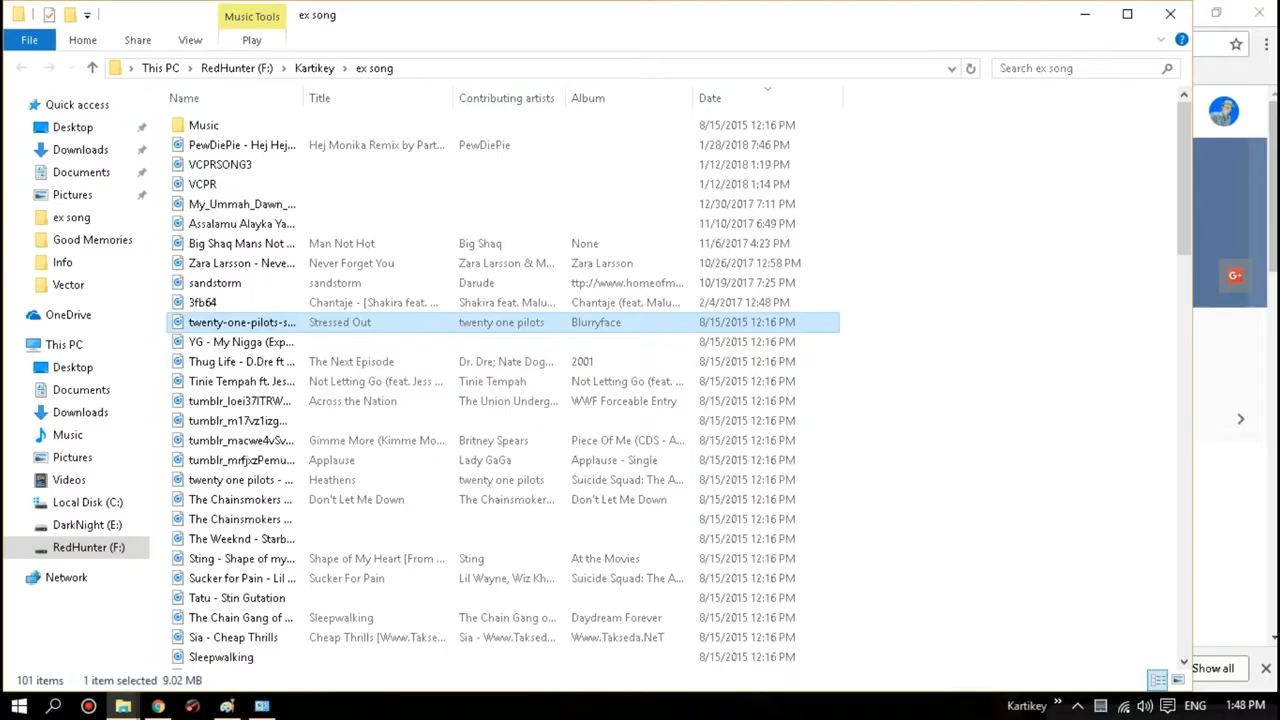 Music Tools
ex song
File
Home
Share
View
Play
This PC
RedHunter (F:)
Kartikey
ex song
Search ex song
Quick access
Desktop
Downloads
Documents
Pictures
ex song
Good Memories
Info
Vector
OneDrive
This PC
Desktop
Documents
Downloads
Music
Pictures
Videos
Local Disk (C:)
DarkNight (E:)
RedHunter (F:)
Network
Name Title Contributing artists Album Date
Music 8/15/2015 12:16 PM
PewDiePie - Hej Hej... Hej Monika Remix by Part... PewDiePie 1/28/2018 7:46 PM
VCPRSONG3 1/12/2018 1:19 PM
VCPR 1/12/2018 1:14 PM
My_Ummah_Dawn_... 12/30/2017 7:11 PM
Assalamu Alayka Ya... 11/10/2017 6:49 PM
Big Shaq Mans Not ... Man Not Hot Big Shaq None 11/6/2017 4:23 PM
Zara Larsson - Neve... Never Forget You Zara Larsson & M... Zara Larsson 10/26/2017 12:58 PM
sandstorm sandstorm Darude ttp://www.homeofm... 10/19/2017 7:25 PM
3fb64 Chantaje - [Shakira feat. ... Shakira feat. Malu... Chantaje (feat. Malu... 2/4/2017 12:48 PM
twenty-one-pilots-s... Stressed Out twenty one pilots Blurryface 8/15/2015 12:16 PM
YG - My Nigga (Exp... 8/15/2015 12:16 PM
Thug Life - D.Dre ft ... The Next Episode Dr. Dre; Nate Dog... 2001 8/15/2015 12:16 PM
Tinie Tempah ft. Jes... Not Letting Go (feat. Jess ... Tinie Tempah Not Letting Go (feat. ... 8/15/2015 12:16 PM
tumblr_loei37ITRW... Across the Nation The Union Underg... WWF Forceable Entry 8/15/2015 12:16 PM
tumblr_m17vz1izg... 8/15/2015 12:16 PM
tumblr_macwe4vSv... Gimme More (Kimme Mo... Britney Spears Piece Of Me (CDS - A... 8/15/2015 12:16 PM
tumblr_mrfjxzPemu... Applause Lady GaGa Applause - Single 8/15/2015 12:16 PM
twenty one pilots - ... Heathens twenty one pilots Suicide Squad: The A... 8/15/2015 12:16 PM
The Chainsmokers ... Don't Let Me Down The Chainsmoker... Don't Let Me Down 8/15/2015 12:16 PM
The Chainsmokers ... 8/15/2015 12:16 PM
The Weeknd - Starb... 8/15/2015 12:16 PM
Sting - Shape of my... Shape of My Heart [From ... Sting At the Movies 8/15/2015 12:16 PM
Sucker for Pain - Lil ... Sucker For Pain Lil Wayne, Wiz Kh... Suicide Squad: The A... 8/15/2015 12:16 PM
Tatu - Stin Gutation 8/15/2015 12:16 PM
The Chain Gang of ... Sleepwalking The Chain Gang o... Daydream Forever 8/15/2015 12:16 PM
Sia - Cheap Thrills Cheap Thrills [Www.Takse... Sia - Www.Taksed... Www.Takseda.NeT 8/15/2015 12:16 PM
Sleepwalking 8/15/2015 12:16 PM
G+
Show all
101 items 1 item selected 9.02 MB
Kartikey
ENG
1:48 PM